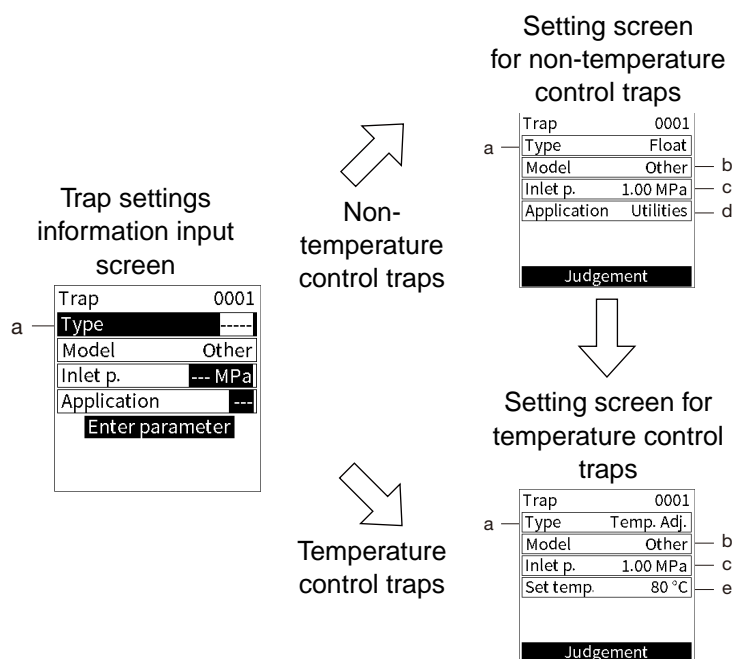 Trap settings
information input
screen
Trap 0001
a
Type -----
Model Other
Inlet p. --- MPa
Application ---
Enter parameter
Non-
temperature
control traps
Temperature
control traps
Setting screen
for non-temperature
control traps
Trap 0001
a
Type Float
Model Other b
Inlet p. 1.00 MPa c
Application Utilities d
Judgement
Setting screen for
temperature control
traps
Trap 0001
a
Type Temp. Adj.
Model Other b
Inlet p. 1.00 MPa c
Set temp. 80 °C e
Judgement